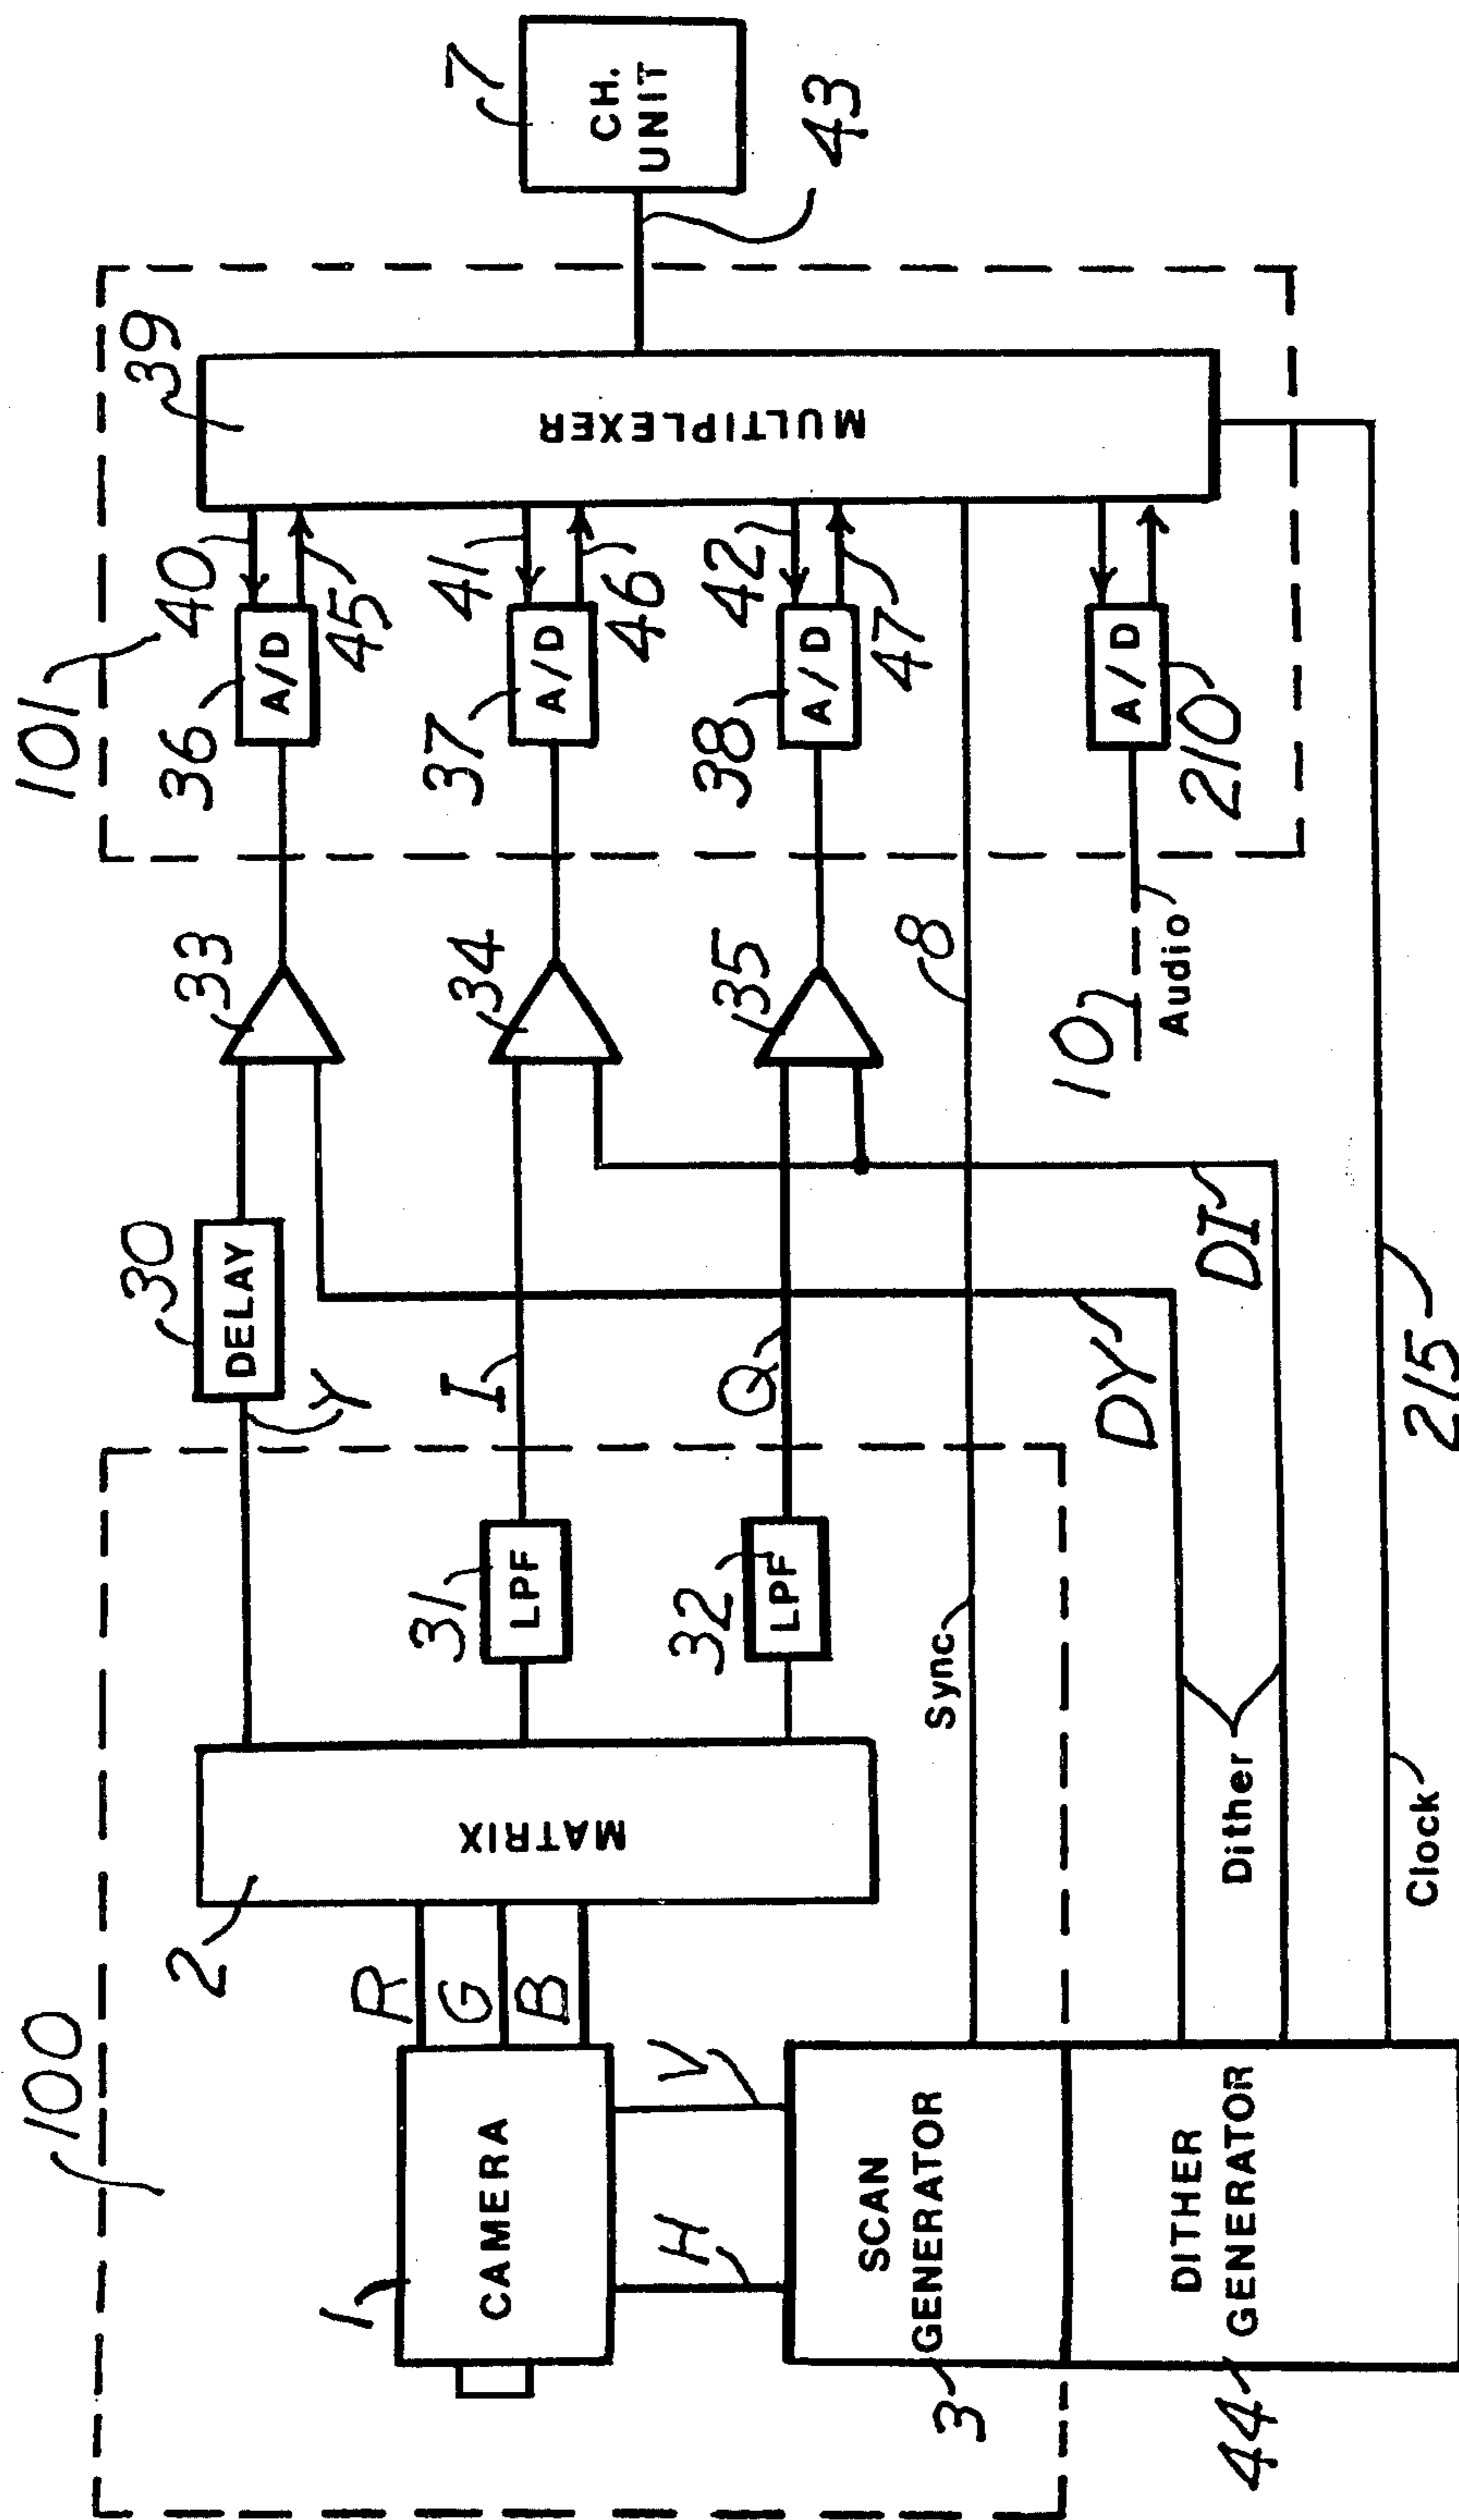 100
101
1
CAMERA
R
G
B
2
MATRIX
H
V
3
SCAN
GENERATOR
44
DITHER
GENERATOR
31
LPF
32
LPF
Y
30
DELAY
I
Q
Sync
8
Dither
DY
DI
Clock
215
33
34
35
10
Audio
36
A/D
40
45
37
A/D
41
46
38
A/D
42
47
A/D
210
39
MULTIPLEXER
43
7
CH.
UNIT